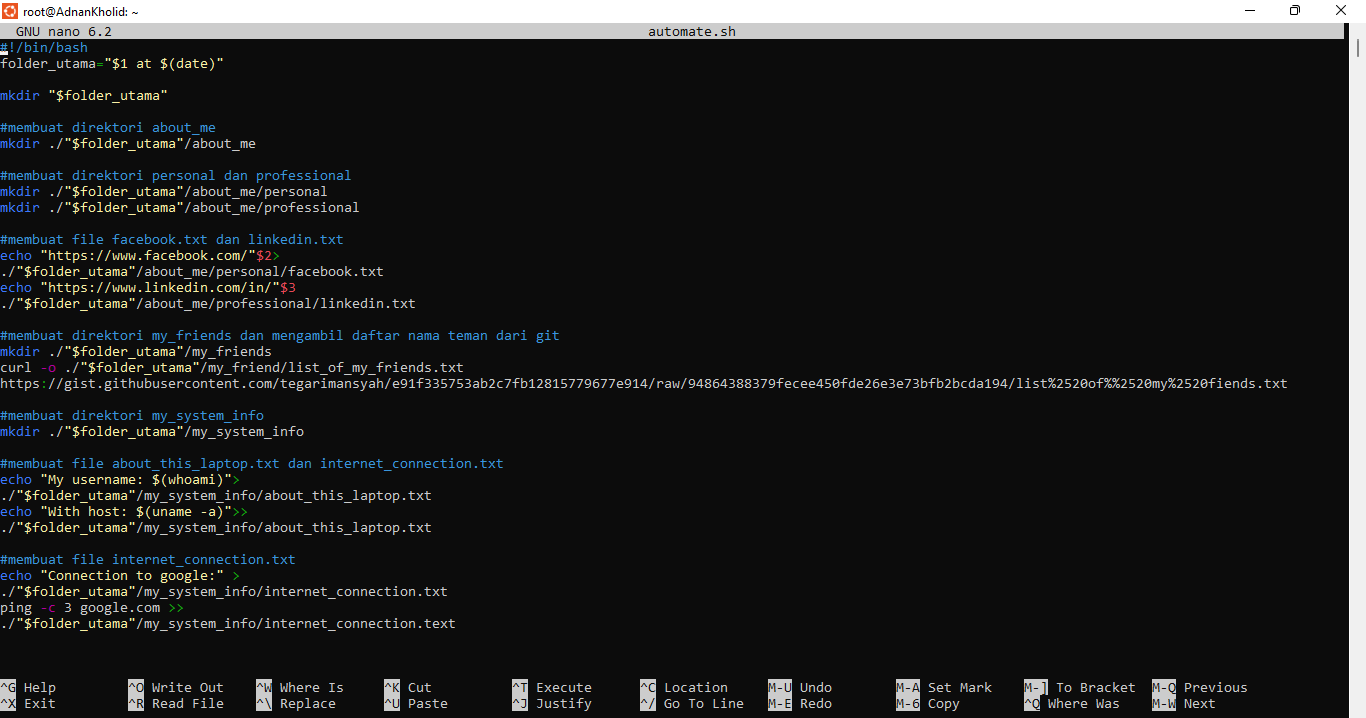 root@AdnanKholid: ~
GNU nano 6.2 automate.sh
#!/bin/bash
folder_utama="$1 at $(date)"
mkdir "$folder_utama"
#membuat direktori about_me
mkdir ./"$folder_utama"/about_me
#membuat direktori personal dan professional
mkdir ./"$folder_utama"/about_me/personal
mkdir ./"$folder_utama"/about_me/professional
#membuat file facebook.txt dan linkedin.txt
echo "https://www.facebook.com/"$2>
./"$folder_utama"/about_me/personal/facebook.txt
echo "https://www.linkedin.com/in/"$3
./"$folder_utama"/about_me/professional/linkedin.txt
#membuat direktori my_friends dan mengambil daftar nama teman dari git
mkdir ./"$folder_utama"/my_friends
curl -o ./"$folder_utama"/my_friend/list_of_my_friends.txt
https://gist.githubusercontent.com/tegarimansyah/e91f335753ab2c7fb12815779677e914/raw/94864388379fecee450fde26e3e73bfb2bcda194/list%2520of%%2520my%2520fiends.txt
#membuat direktori my_system_info
mkdir ./"$folder_utama"/my_system_info
#membuat file about_this_laptop.txt dan internet_connection.txt
echo "My username: $(whoami)">
./"$folder_utama"/my_system_info/about_this_laptop.txt
echo "With host: $(uname -a)">>
./"$folder_utama"/my_system_info/about_this_laptop.txt
#membuat file internet_connection.txt
echo "Connection to google:" >
./"$folder_utama"/my_system_info/internet_connection.txt
ping -c 3 google.com >>
./"$folder_utama"/my_system_info/internet_connection.text
^G Help ^O Write Out ^W Where Is ^K Cut ^T Execute ^C Location M-U Undo M-A Set Mark M-] To Bracket M-Q Previous
^X Exit ^R Read File ^\ Replace ^U Paste ^J Justify ^/ Go To Line M-E Redo M-6 Copy ^Q Where Was M-W Next